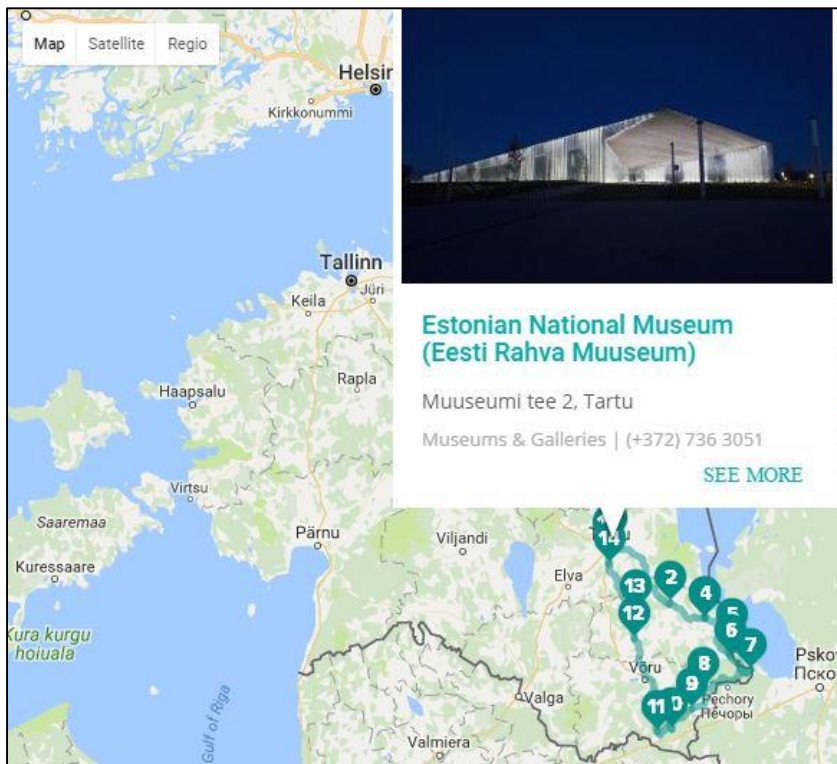 Map Satellite Regio
Helsin
Kirkkonummi
Tallinn
Keila
Jüri
Rapla
Haapsalu
Virtsu
Saaremaa
Kuressaare
Pärnu
Viljandi
Elva
Kura kurgu
hoiuala
Gulf of Riga
Valga
Valmiera
Võru
Pechory
Печоры
Psko
Пско
Estonian National Museum
(Eesti Rahva Muuseum)
Muuseumi tee 2, Tartu
Museums & Galleries | (+372) 736 3051
SEE MORE
14
13
2
4
5
12
6
7
8
9
11
0